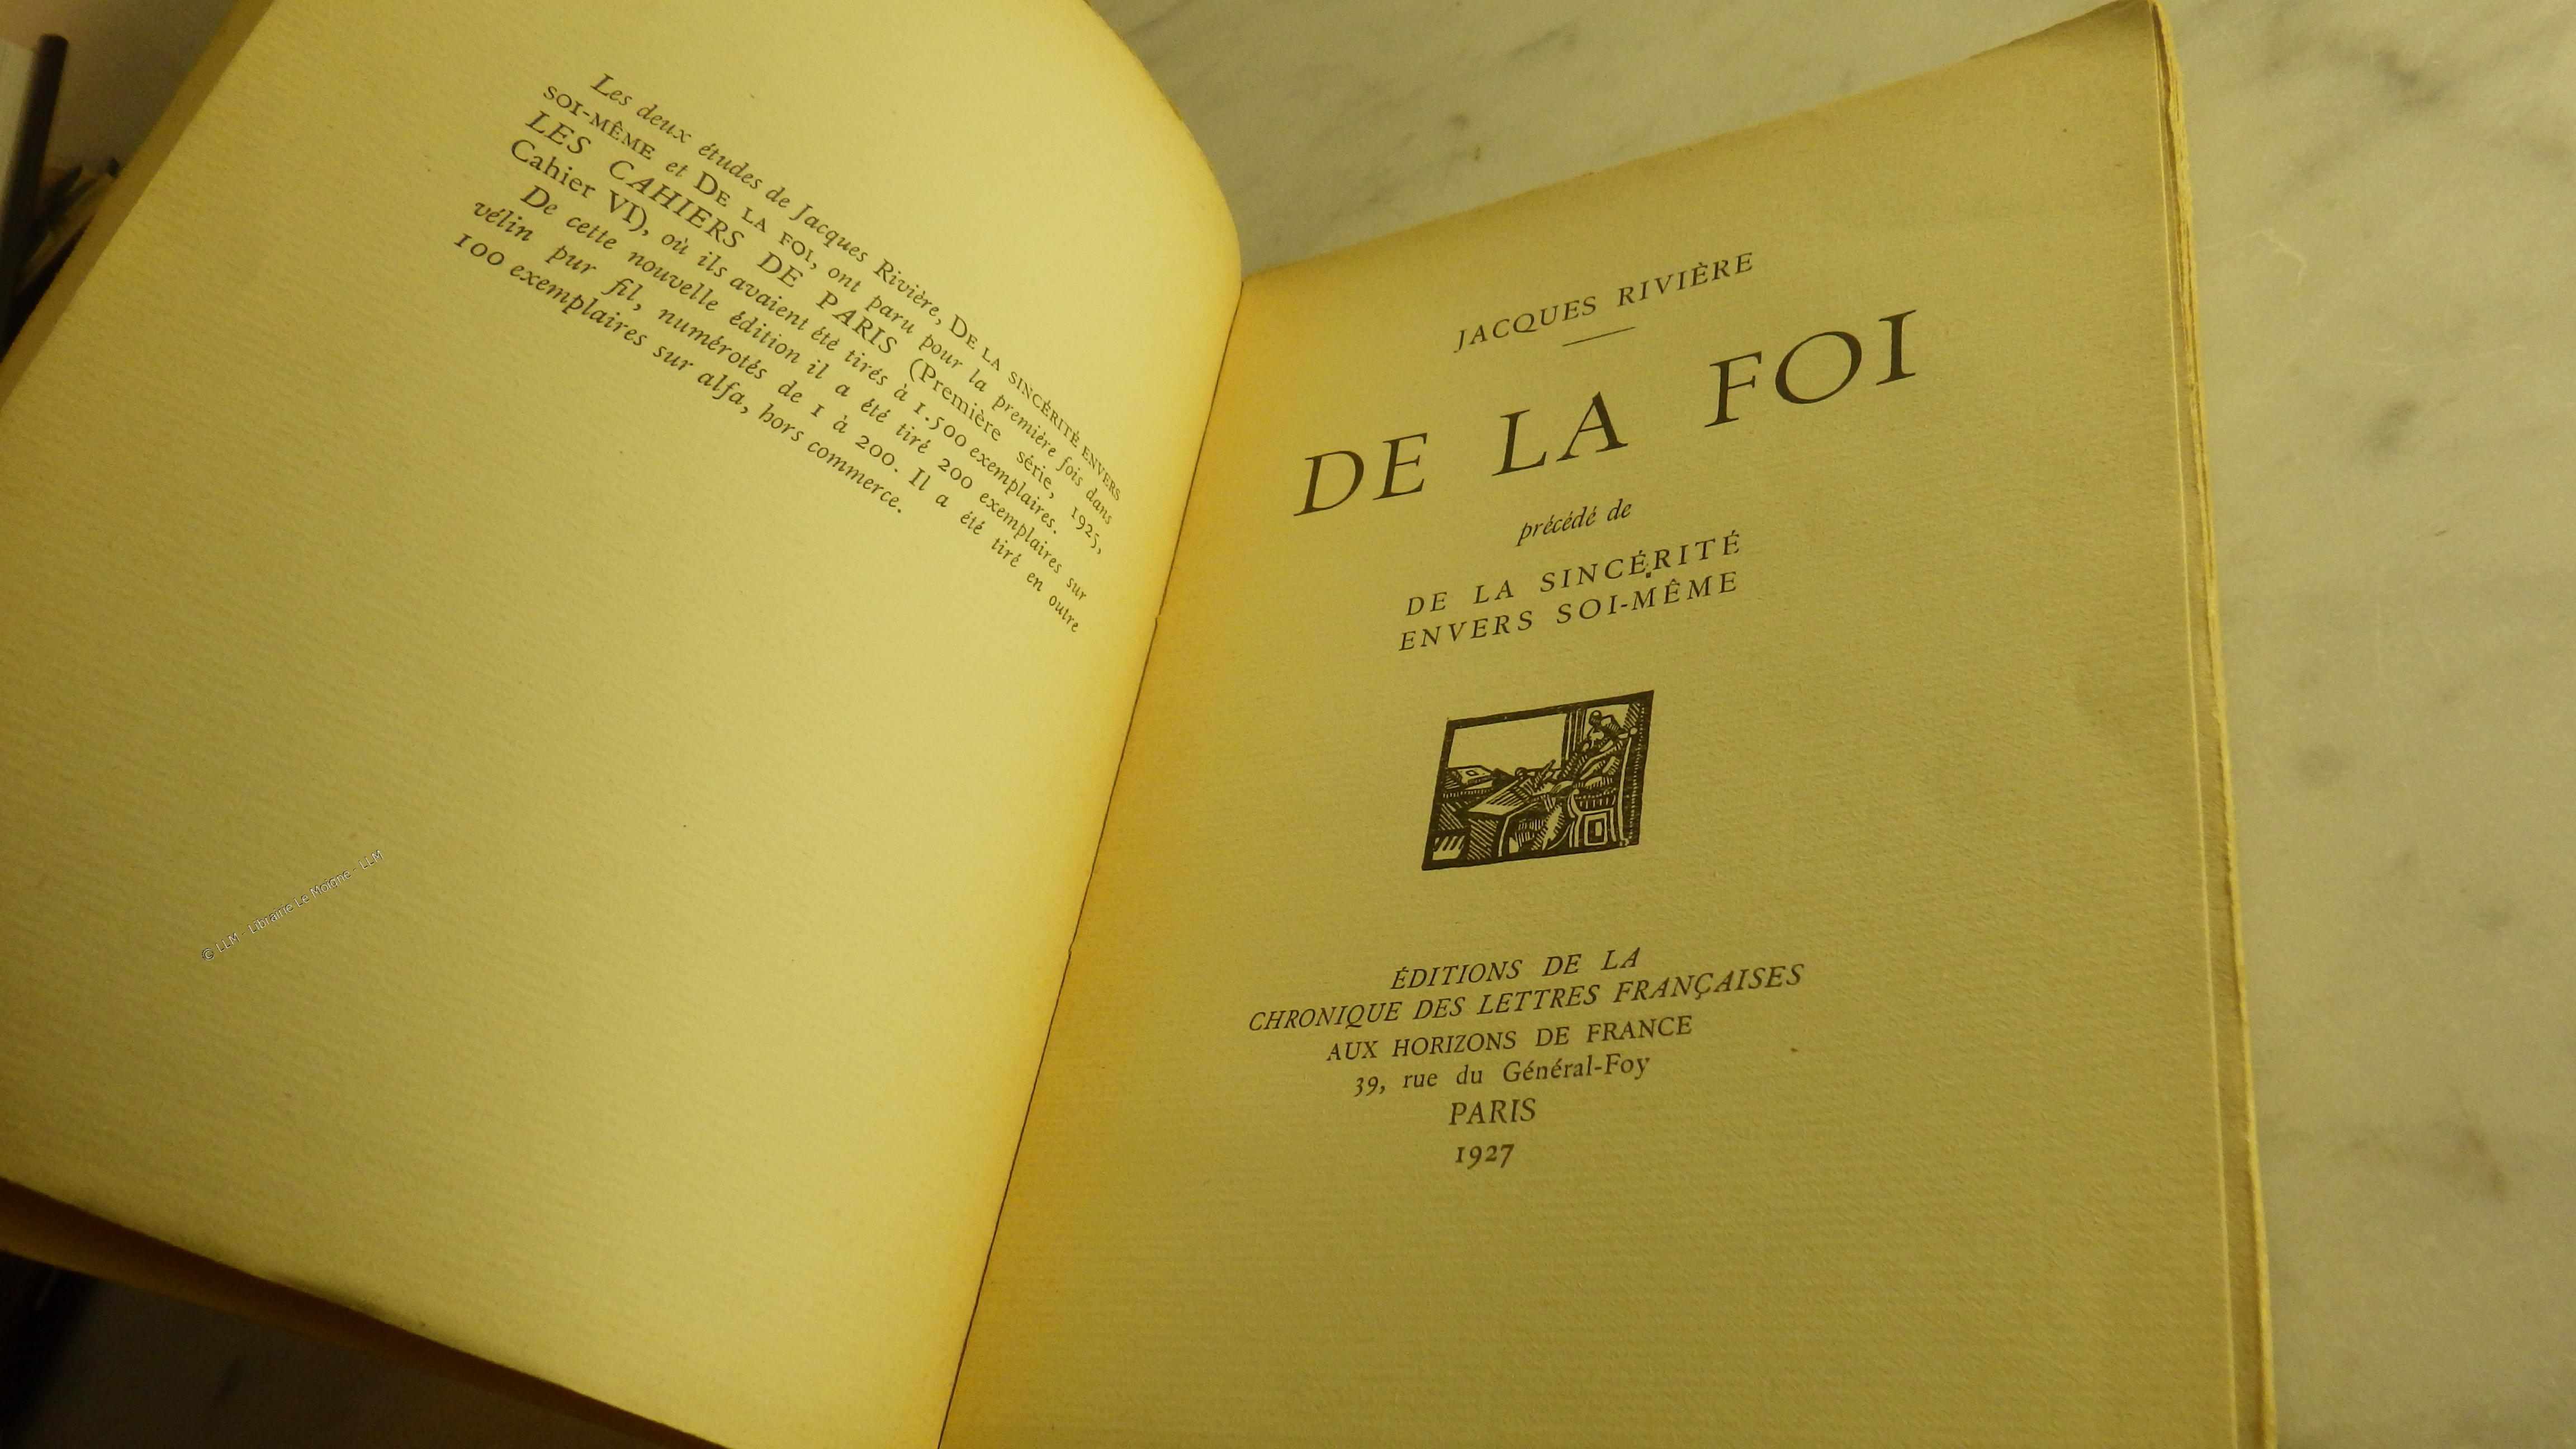 Les deux études de Jacques Rivière, DE LA SINCÉRITÉ ENVERS
SOI-MÊME et DE LA FOI, ont paru pour la première fois dans
LES CAHIERS DE PARIS (Première série, 1925,
Cahier VI), où ils avaient été tirés à 1.500 exemplaires.
De cette nouvelle édition il a été tiré 200 exemplaires sur
vélin pur fil, numérotés de 1 à 200. Il a été tiré en outre
100 exemplaires sur alfa, hors commerce.
© LLM - Librairie Le Moigne - LLM
JACQUES RIVIÈRE
DE LA FOI
précédé de
DE LA SINCÉRITÉ
ENVERS SOI-MÊME
ÉDITIONS DE LA
CHRONIQUE DES LETTRES FRANÇAISES
AUX HORIZONS DE FRANCE
39, rue du Général-Foy
PARIS
1927